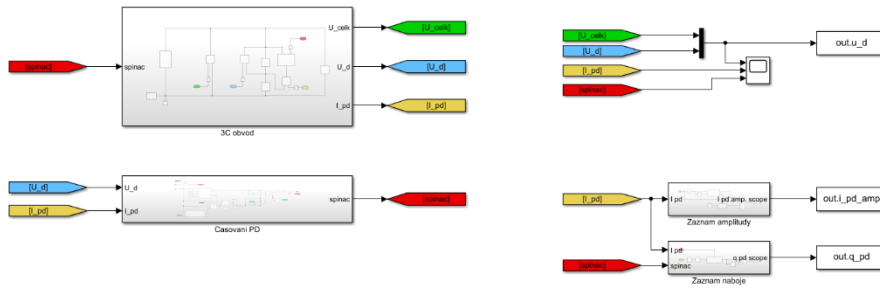 [spinac]
spinac
U_celk
U_d
I_pd
[U_celk]
[U_d]
[I_pd]
3C obvod
[U_celk]
[U_d]
[I_pd]
[spinac]
out.u_d
[U_d]
[I_pd]
U_d
I_pd
spinac
[spinac]
Casovani PD
[I_pd]
I pd
I pd amp. scope
out.i_pd_amp
Zaznam amplitudy
[spinac]
I pd
spinac
q pd scope
out.q_pd
Zaznam naboje